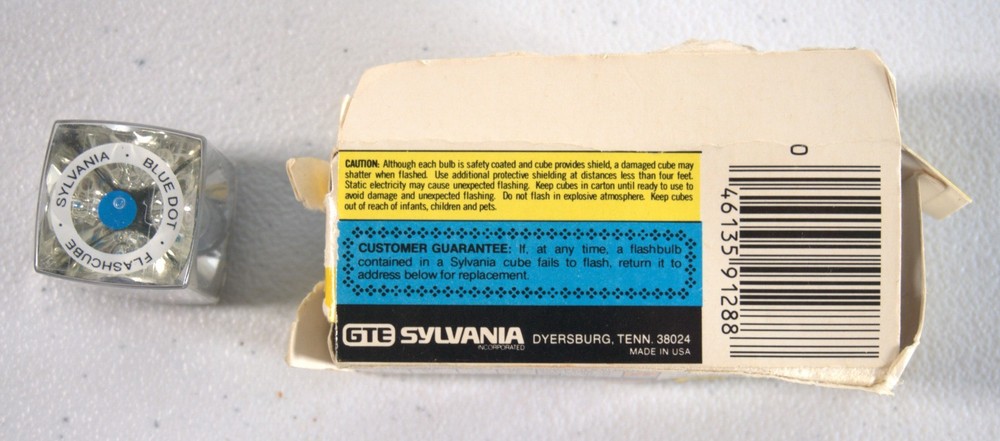 SYLVANIA · BLUE DOT · FLASHCUBE ·
CAUTION: Although each bulb is safety coated and cube provides shield, a damaged cube may
shatter when flashed. Use additional protective shielding at distances less than four feet.
Static electricity may cause unexpected flashing. Keep cubes in carton until ready to use to
avoid damage and unexpected flashing. Do not flash in explosive atmosphere. Keep cubes
out of reach of infants, children and pets.
CUSTOMER GUARANTEE: If, at any time, a flashbulb
contained in a Sylvania cube fails to flash, return it to
address below for replacement.
GTE SYLVANIA
INCORPORATED
DYERSBURG, TENN. 38024
MADE IN USA
0
46135 91288